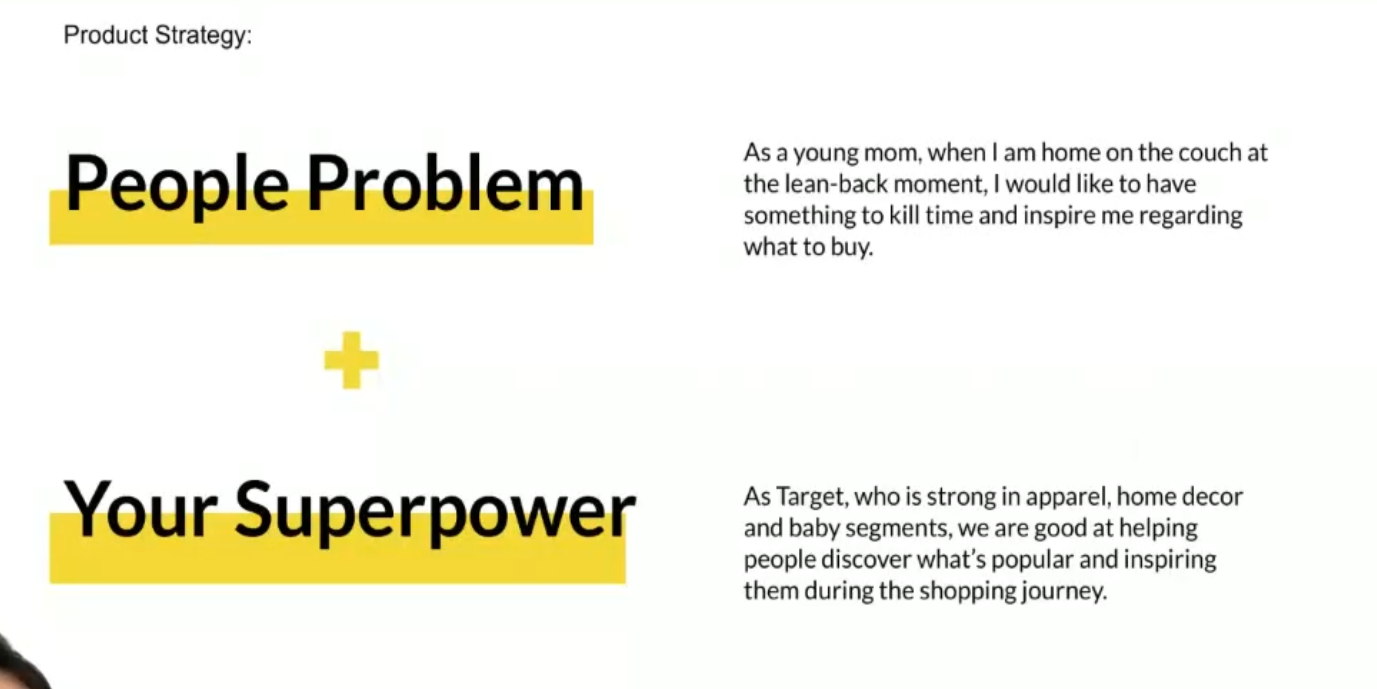 Product Strategy:
People Problem
As a young mom, when I am home on the couch at
the lean-back moment, I would like to have
something to kill time and inspire me regarding
what to buy.
+
Your Superpower
As Target, who is strong in apparel, home decor
and baby segments, we are good at helping
people discover what's popular and inspiring
them during the shopping journey.